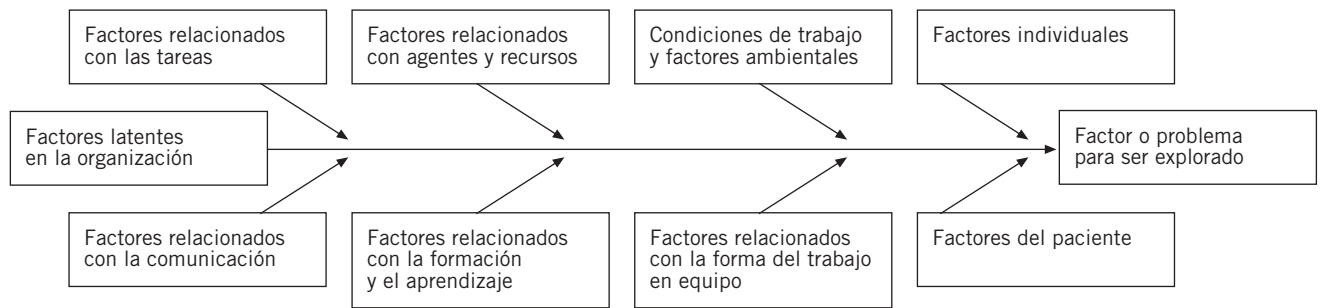 Factores relacionados
con las tareas
Factores relacionados
con agentes y recursos
Condiciones de trabajo
y factores ambientales
Factores individuales
Factores latentes
en la organización
Factor o problema
para ser explorado
Factores relacionados
con la comunicación
Factores relacionados
con la formación
y el aprendizaje
Factores relacionados
con la forma del trabajo
en equipo
Factores del paciente